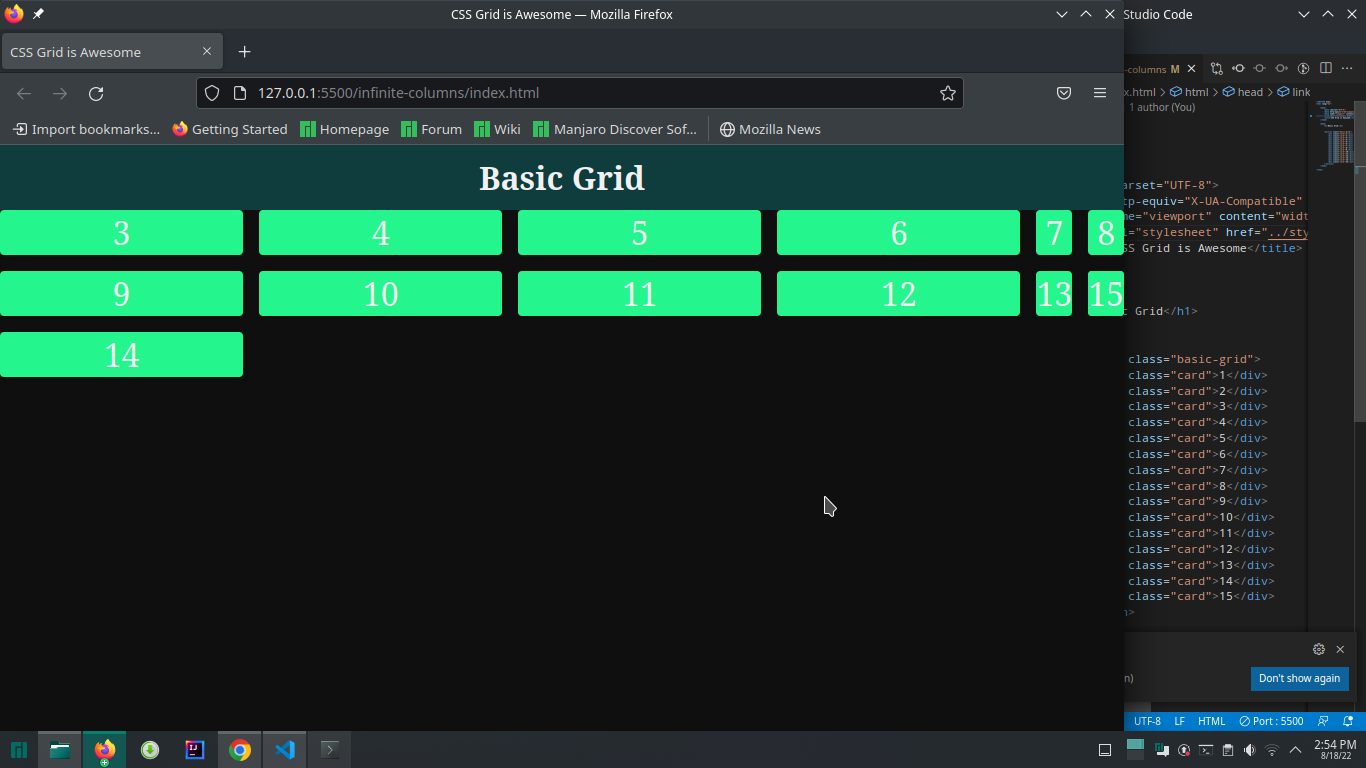 CSS Grid is Awesome — Mozilla Firefox
Studio Code
CSS Grid is Awesome
127.0.0.1:5500/infinite-columns/index.html
Import bookmarks...
Getting Started
Homepage
Forum
Wiki
Manjaro Discover Sof...
Mozilla News
Basic Grid
3 4 5 6 7 8
9 10 11 12 13 15
14
-columns M
x.html > html > head > link
1 author (You)
arset="UTF-8">
tp-equiv="X-UA-Compatible"
me="viewport" content="widt
l="stylesheet" href="../sty
SS Grid is Awesome</title>
c Grid</h1>
class="basic-grid">
class="card">1</div>
class="card">2</div>
class="card">3</div>
class="card">4</div>
class="card">5</div>
class="card">6</div>
class="card">7</div>
class="card">8</div>
class="card">9</div>
class="card">10</div>
class="card">11</div>
class="card">12</div>
class="card">13</div>
class="card">14</div>
class="card">15</div>
n>
n)
Don't show again
UTF-8 LF HTML Port : 5500
2:54 PM
8/18/22